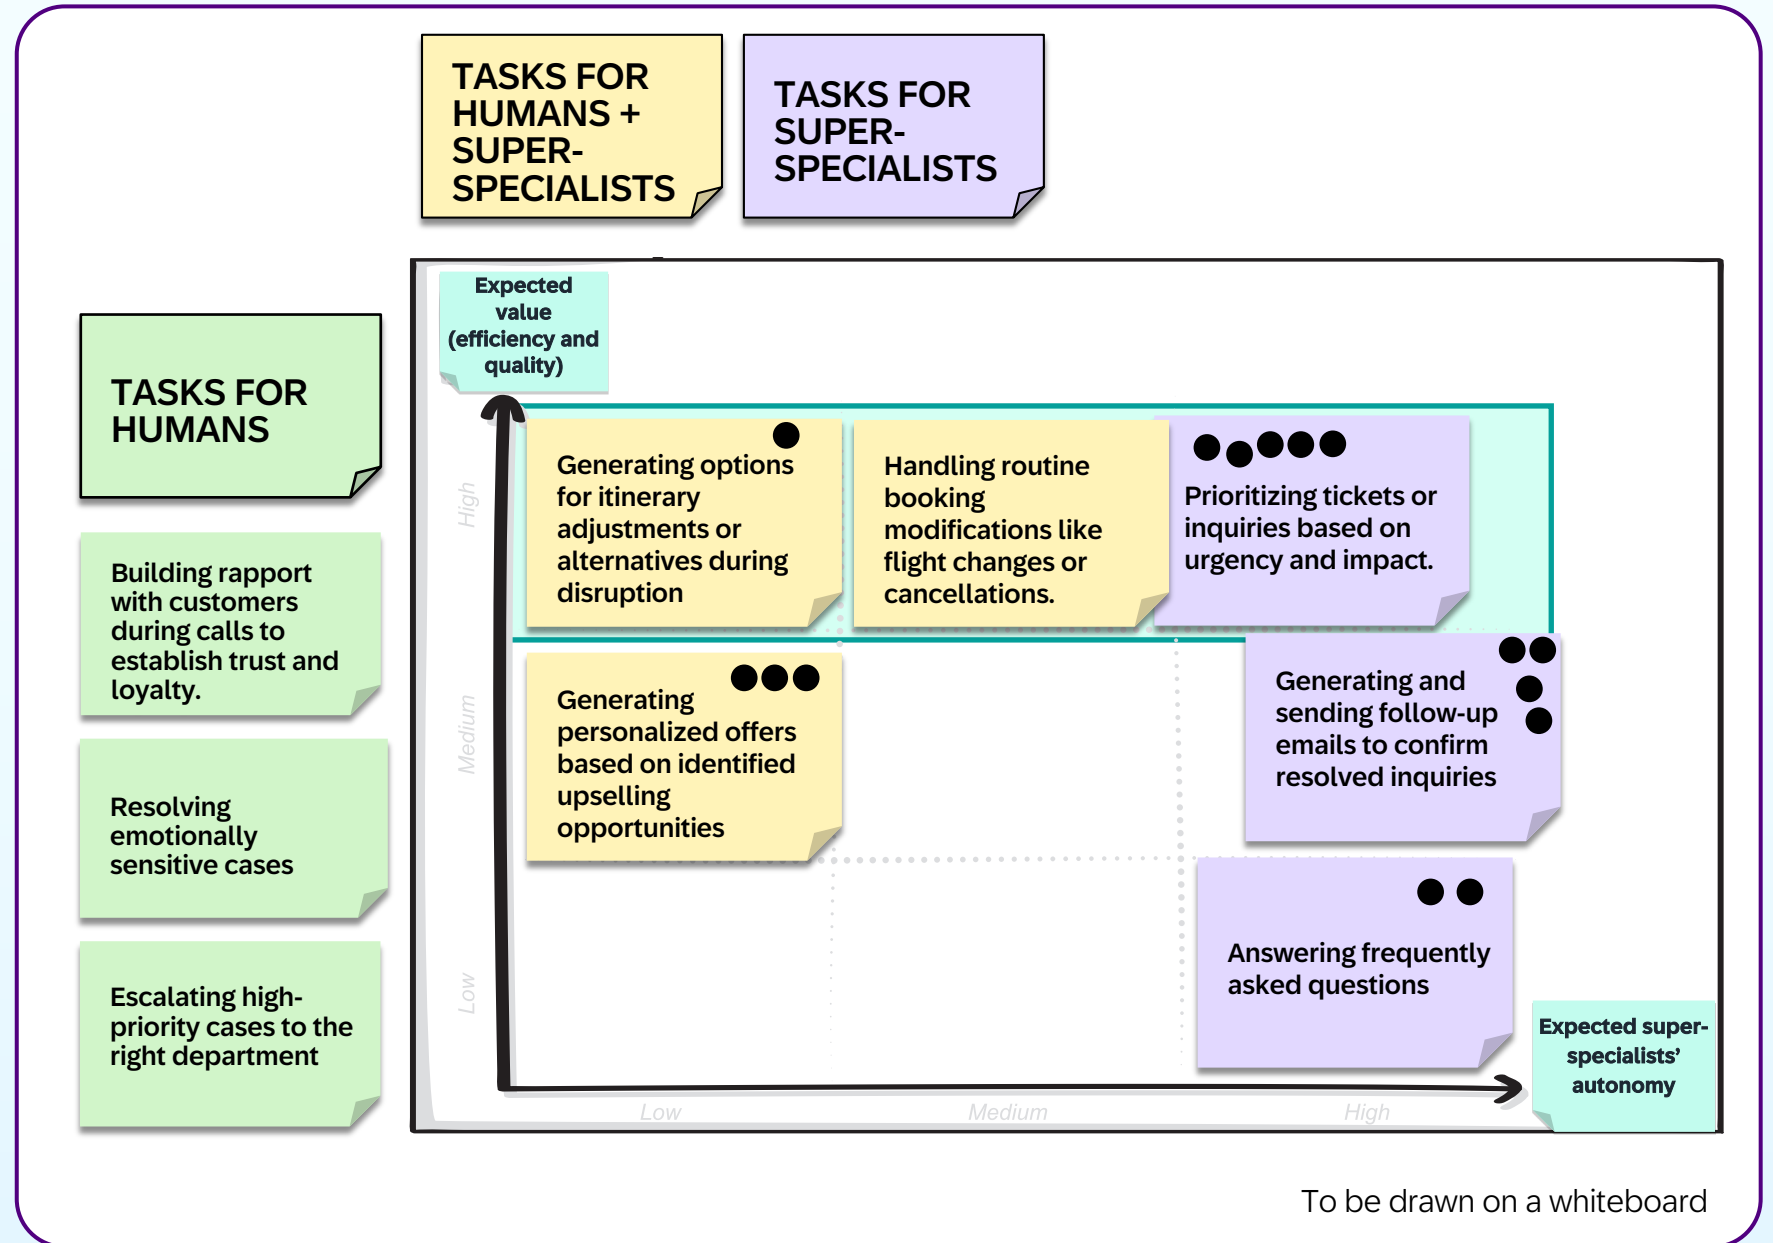 TASKS FOR
HUMANS +
SUPER-
SPECIALISTS
TASKS FOR
SUPER-
SPECIALISTS
TASKS FOR
HUMANS
Building rapport
with customers
during calls to
establish trust and
loyalty.
Resolving
emotionally
sensitive cases
Escalating high-
priority cases to the
right department
Expected
value
(efficiency and
quality)
High
Medium
Low
Generating options
for itinerary
adjustments or
alternatives during
disruption
Handling routine
booking
modifications like
flight changes or
cancellations.
Prioritizing tickets or
inquiries based on
urgency and impact.
Generating
personalized offers
based on identified
upselling
opportunities
Generating and
sending follow-up
emails to confirm
resolved inquiries
Answering frequently
asked questions
Low
Medium
High
Expected super-
specialists’
autonomy
To be drawn on a whiteboard